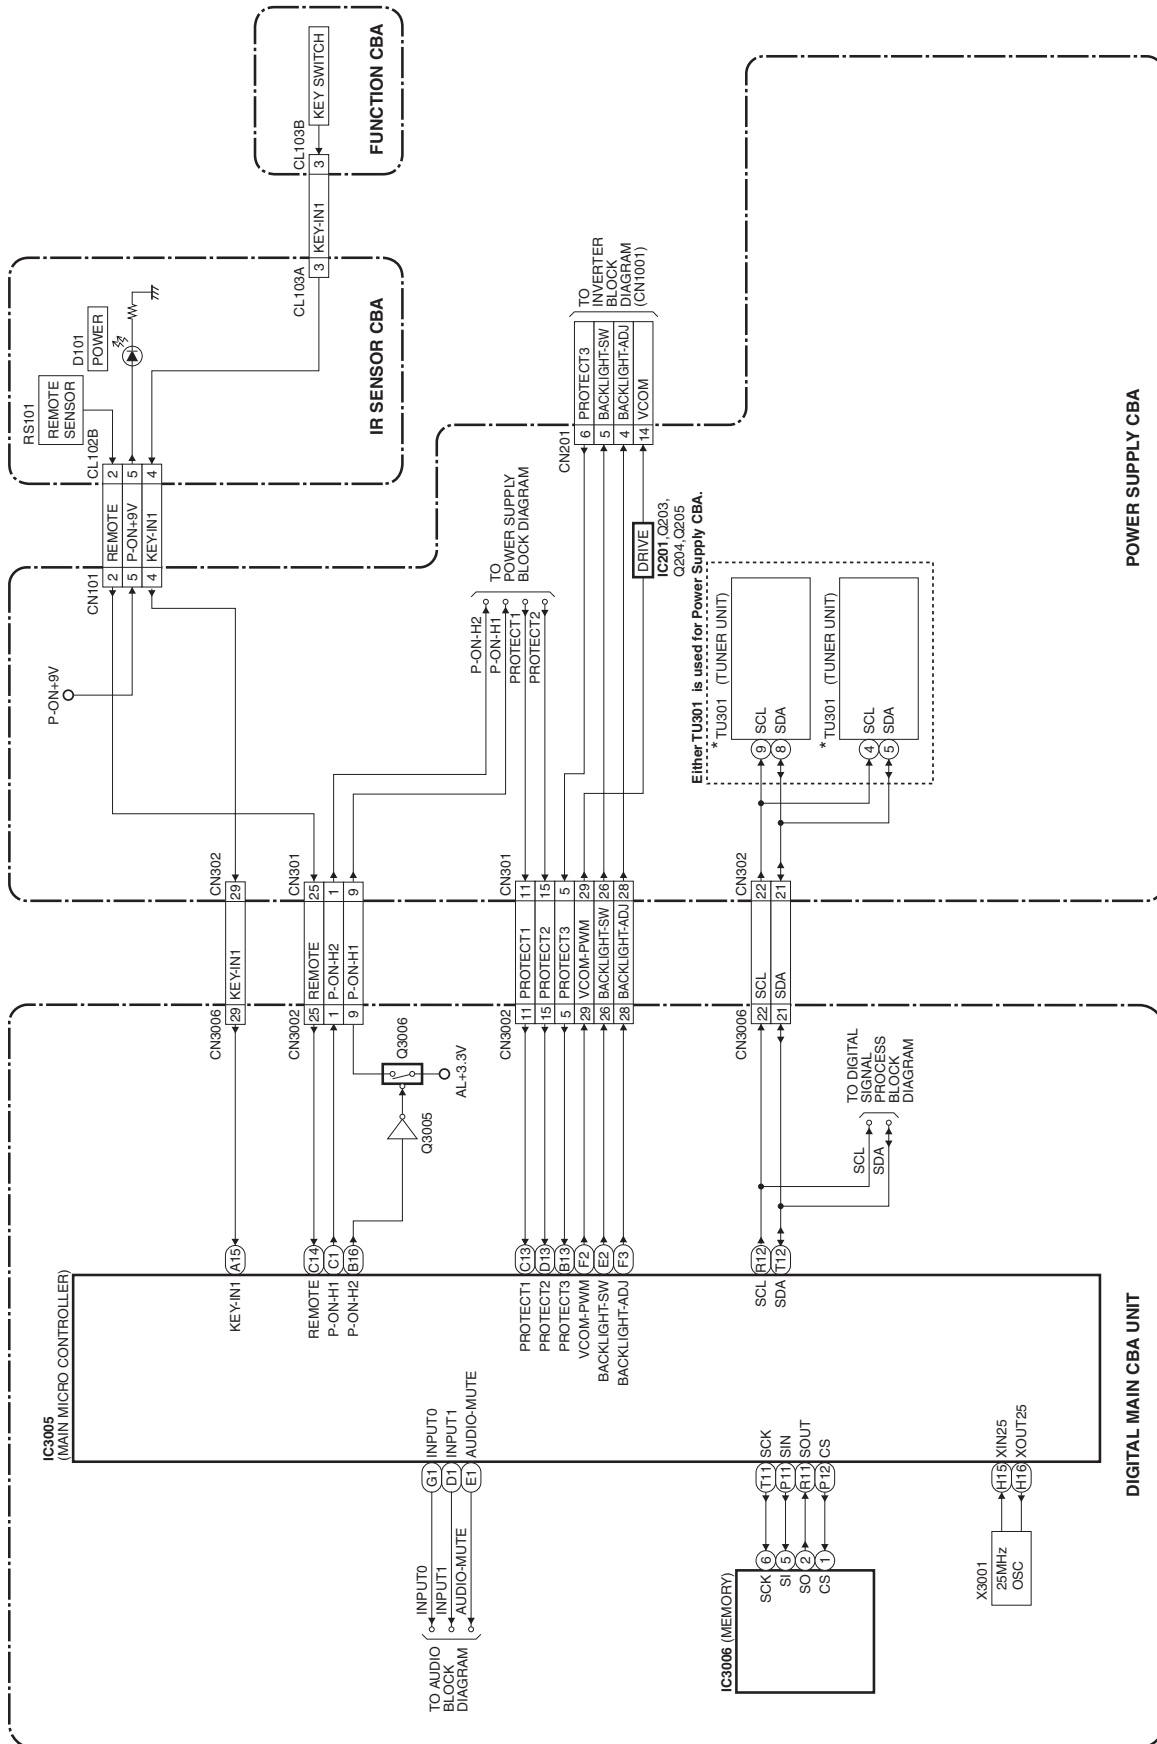 FUNCTION CBA
KEY SWITCH
CL103B
3
KEY-IN1
3
CL103A
IR SENSOR CBA
D101
POWER
RS101
REMOTE
SENSOR
CL102B
2
5
4
REMOTE
P-ON+9V
KEY-IN1
CN101
2
5
4
P-ON+9V
TO
POWER SUPPLY
BLOCK DIAGRAM
P-ON-H2
P-ON-H1
PROTECT1
PROTECT2
TO
INVERTER
BLOCK
DIAGRAM
(CN1001)
CN201
6 PROTECT3
5 BACKLIGHT-SW
4 BACKLIGHT-ADJ
14 VCOM
DRIVE
IC201,Q203,
Q204,Q205
Either TU301 is used for Power Supply CBA.
* TU301 (TUNER UNIT)
9 SCL
8 SDA
* TU301 (TUNER UNIT)
4 SCL
5 SDA
POWER SUPPLY CBA
CN302
29
CN301
25
1
9
CN301
11
15
5
29
26
28
CN302
22
21
KEY-IN1
REMOTE
P-ON-H2
P-ON-H1
PROTECT1
PROTECT2
PROTECT3
VCOM-PWM
BACKLIGHT-SW
BACKLIGHT-ADJ
SCL
SDA
CN3006
29
CN3002
25
1
9
CN3002
11
15
5
29
26
28
CN3006
22
21
Q3006
AL+3.3V
Q3005
TO DIGITAL
SIGNAL
PROCESS
BLOCK
DIAGRAM
SCL
SDA
IC3005
(MAIN MICRO CONTROLLER)
KEY-IN1 A15
REMOTE C14
P-ON-H1 C1
P-ON-H2 B16
PROTECT1 C13
PROTECT2 D13
PROTECT3 B13
VCOM-PWM F2
BACKLIGHT-SW E2
BACKLIGHT-ADJ F3
SCL R12
SDA T12
G1 INPUT0
D1 INPUT1
E1 AUDIO-MUTE
INPUT0
INPUT1
AUDIO-MUTE
TO AUDIO
BLOCK
DIAGRAM
T11 SCK
P11 SIN
R11 SOUT
P12 CS
IC3006 (MEMORY)
SCK 6
SI 5
SO 2
CS 1
H15 XIN25
H16 XOUT25
X3001
25MHz
OSC
DIGITAL MAIN CBA UNIT